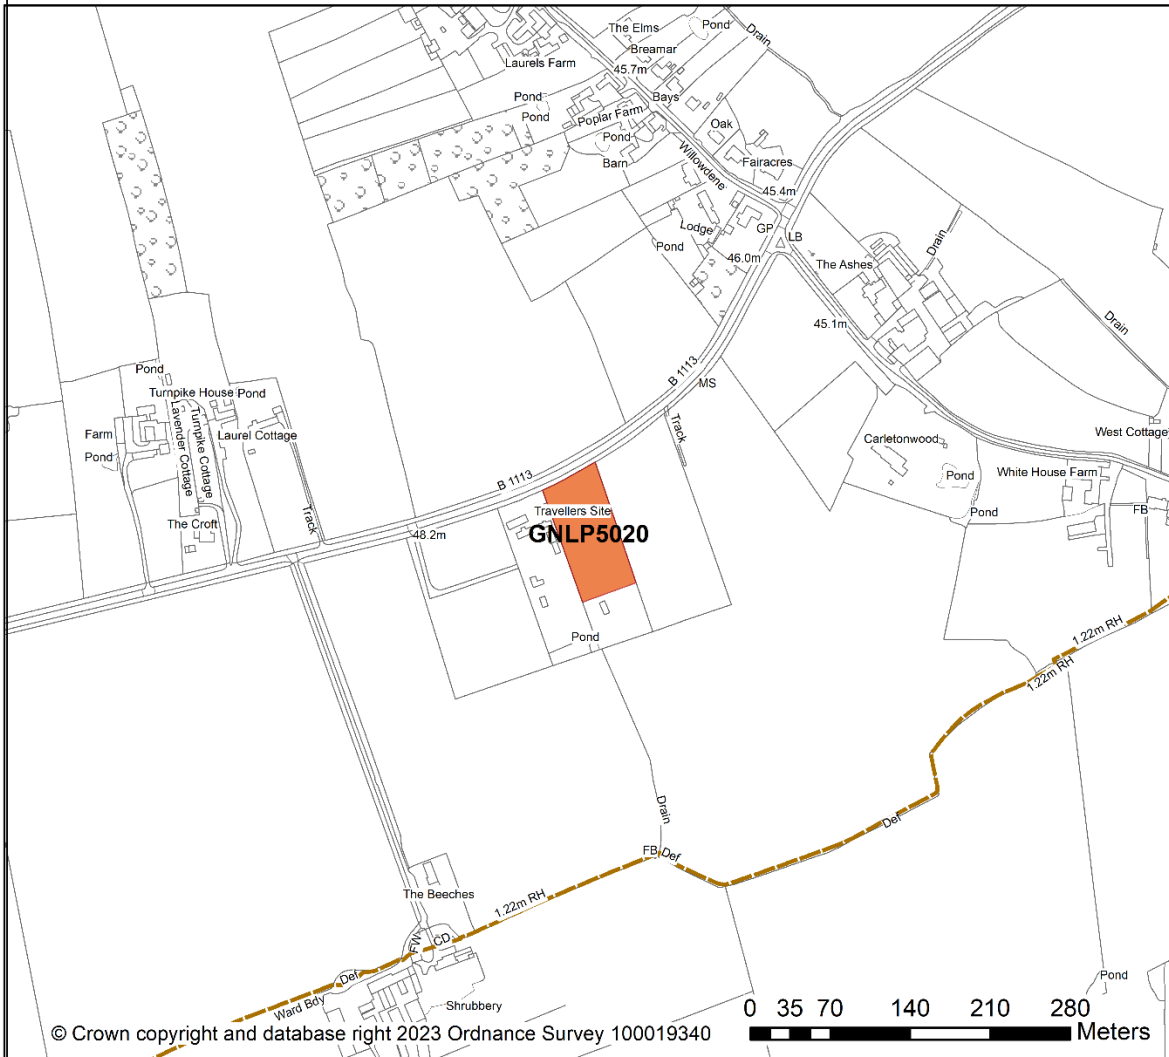 The Elms
Pond
Drain
Breamar
Laurels Farm
45.7m
Pond
Bays
Pond
Poplar Farm
Oak
Pond
Barn
Willowdene
Fairacres
45.4m
Lodge
GP
LB
Pond
46.0m
The Ashes
Drain
45.1m
Drain
B 1113
MS
Pond
Turnpike House
Pond
Lavender Cottage
Turnpike Cottage
Laurel Cottage
Farm
Pond
Track
Carletonwood
West Cottage
White House Farm
Pond
Pond
FB
B 1113
The Croft
Track
Travellers Site
48.2m
GNLP5020
Pond
1.22m RH
1.22m RH
Drain
Def
FB
Def
The Beeches
1.22m RH
FW
CD
Def
Ward Bdy
Shrubbery
Pond
© Crown copyright and database right 2023 Ordnance Survey 100019340
0 35 70 140 210 280
Meters